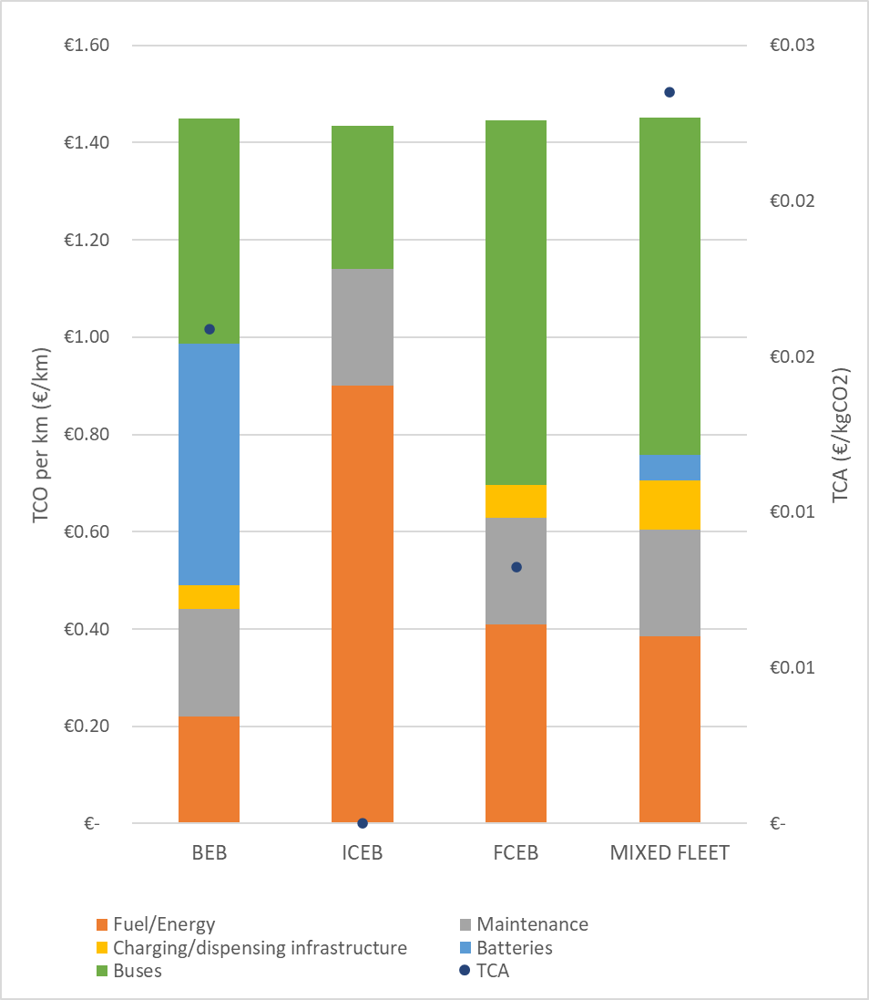 €1.60
€1.40
€1.20
€1.00
€0.80
€0.60
€0.40
€0.20
€-
TCO per km (€/km)
€0.03
€0.02
€0.02
€0.01
€0.01
€-
TCA (€/kgCO2)
BEB ICEB FCEB MIXED FLEET
Fuel/Energy Maintenance
Charging/dispensing infrastructure Batteries
Buses TCA